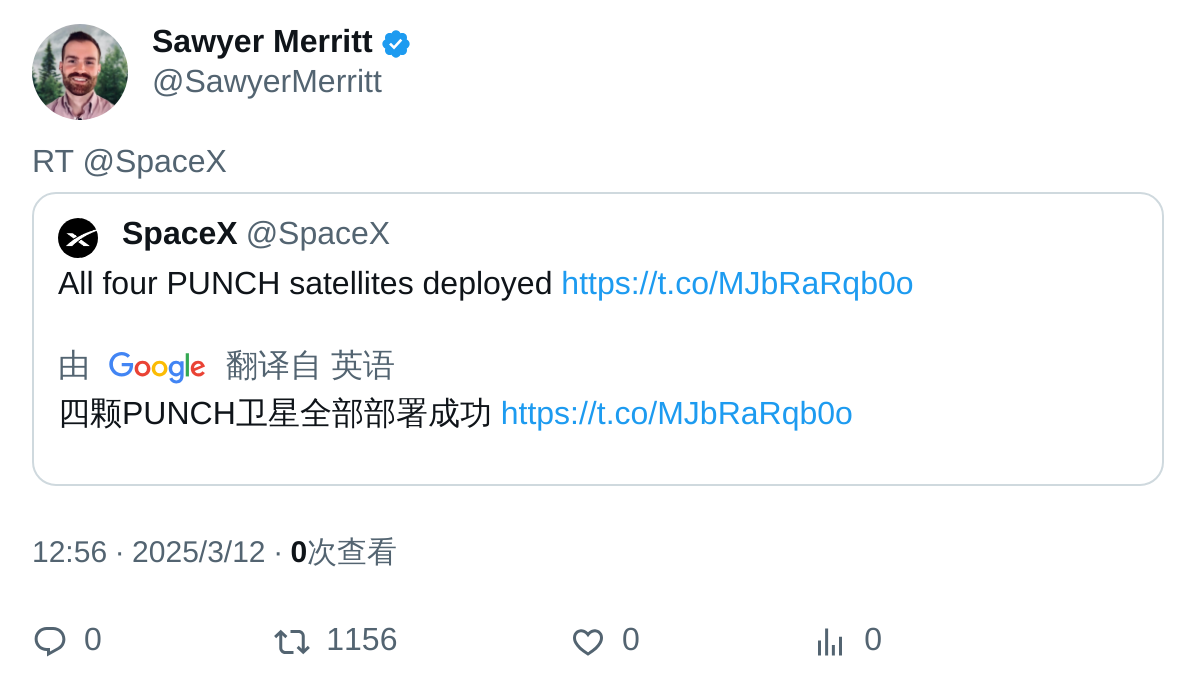 Sawyer Merritt
@SawyerMerritt
RT @SpaceX
SpaceX @SpaceX
All four PUNCH satellites deployed https://t.co/MJbRaRqb0o
由 Google 翻译自 英语
四颗PUNCH卫星全部部署成功 https://t.co/MJbRaRqb0o
12:56 · 2025/3/12 · 0次查看
0 1156 0 0